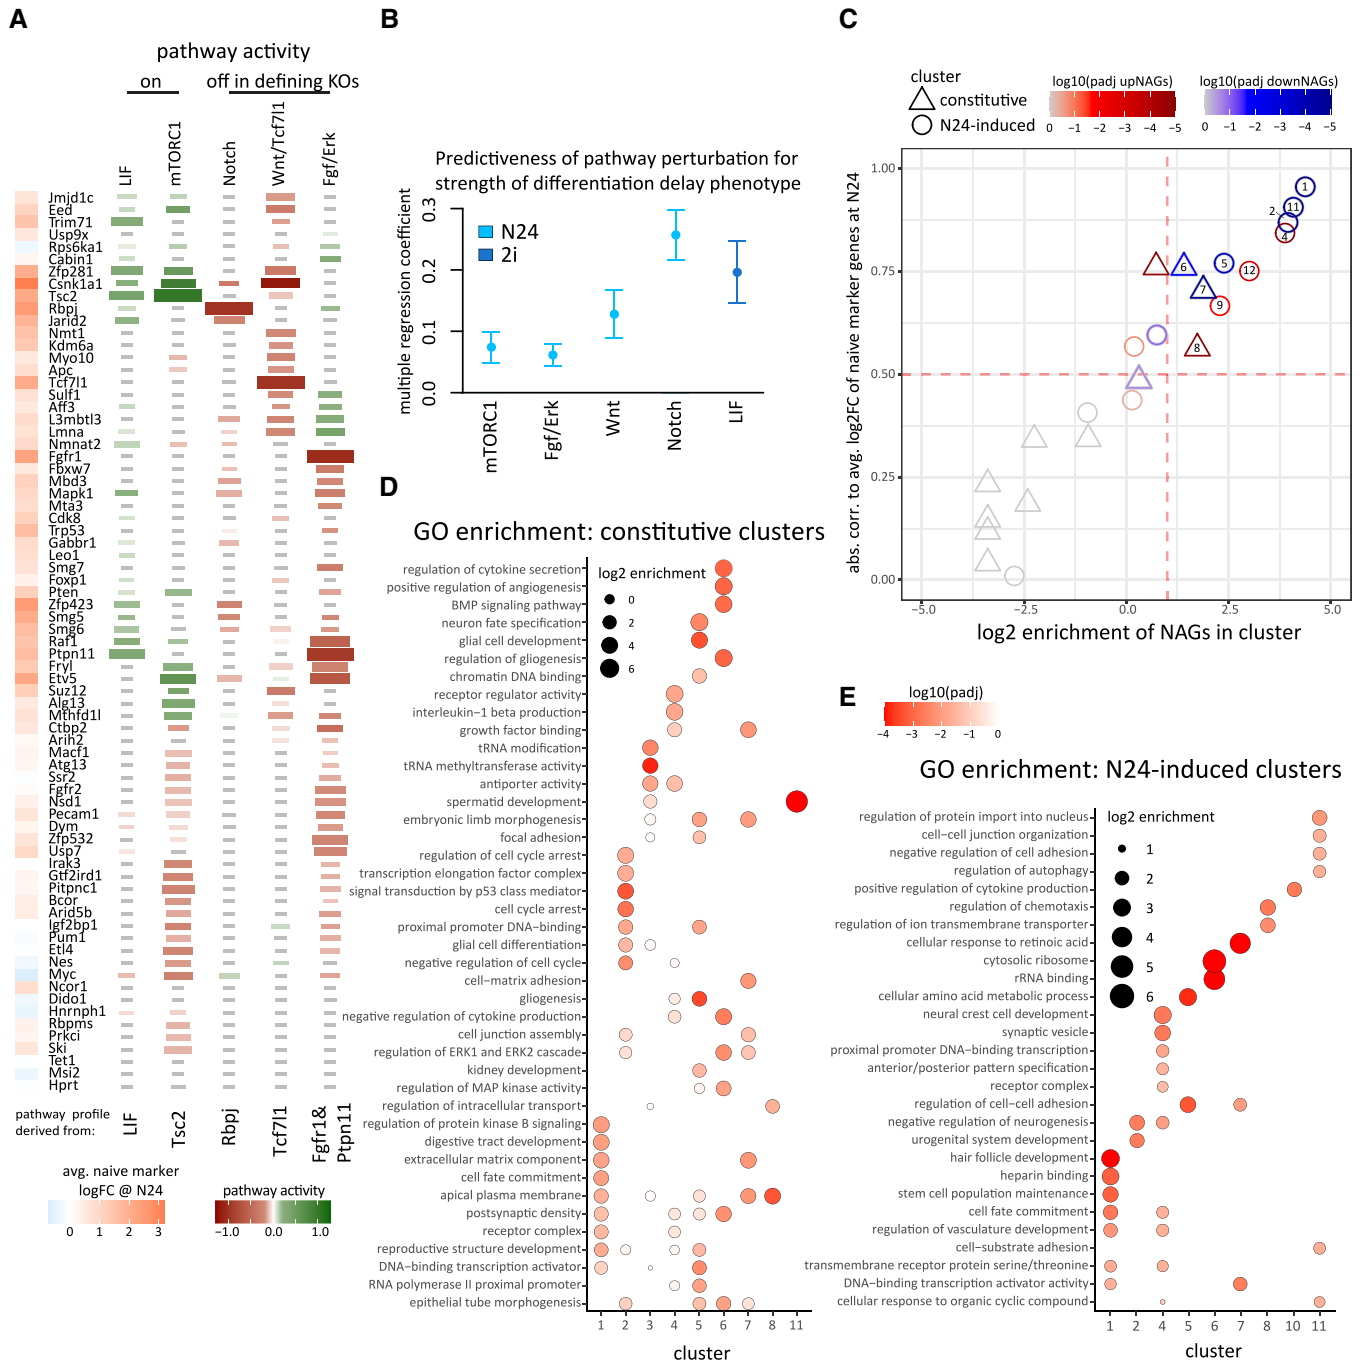 A
pathway activity
on
off in defining KOs
LIF
mTORC1
Notch
Wnt/Tcf7l1
Fgf/Erk
Jmjd1c
Eed
Trim71
Usp9x
Rps6ka1
Cabin1
Zfp281
Csnk1a1
Tsc2
Rbpj
Jarid2
Nmt1
Kdm6a
Myo10
Apc
Tcf7l1
Sulf1
Aff3
L3mbtl3
Lmna
Nmnat2
Fgfr1
Fbxw7
Mbd3
Mapk1
Mta3
Cdk8
Trp53
Gabbr1
Leo1
Smg7
Foxp1
Pten
Zfp423
Smg5
Smg6
Raf1
Ptpn11
Fryl
Etv5
Suz12
Alg13
Mthfd1l
Ctbp2
Arih2
Macf1
Atg13
Ssr2
Fgfr2
Nsd1
Pecam1
Dym
Zfp532
Usp7
Irak3
Gtf2ird1
Pitpnc1
Bcor
Arid5b
Igf2bp1
Pum1
Etl4
Nes
Myc
Ncor1
Dido1
Hnrnph1
Rbpms
Prkci
Ski
Tet1
Msi2
Hprt
pathway profile
derived from:
LIF
Tsc2
Rbpj
Tcf7l1
Fgfr1&
Ptpn11
avg. naive marker
logFC @ N24
0 1 2 3
pathway activity
−1.0 0.0 1.0
B
Predictiveness of pathway perturbation for
strength of differentiation delay phenotype
multiple regression coefficient
0.3
0.2
0.1
0.0
N24
2i
mTORC1
Fgf/Erk
Wnt
Notch
LIF
C
cluster
constitutive
N24-induced
log10(padj upNAGs)
0 −1 −2 −3 −4 −5
log10(padj downNAGs)
0 −1 −2 −3 −4 −5
abs. corr. to avg. log2FC of naive marker genes at N24
1.00
0.75
0.50
0.25
0.00
1
11
2
4
6
5
12
7
9
8
−5.0 −2.5 0.0 2.5 5.0
log2 enrichment of NAGs in cluster
D
GO enrichment: constitutive clusters
log2 enrichment
0
2
4
6
regulation of cytokine secretion
positive regulation of angiogenesis
BMP signaling pathway
neuron fate specification
glial cell development
regulation of gliogenesis
chromatin DNA binding
receptor regulator activity
interleukin−1 beta production
growth factor binding
tRNA modification
tRNA methyltransferase activity
antiporter activity
spermatid development
embryonic limb morphogenesis
focal adhesion
regulation of cell cycle arrest
transcription elongation factor complex
signal transduction by p53 class mediator
cell cycle arrest
proximal promoter DNA−binding
glial cell differentiation
negative regulation of cell cycle
cell−matrix adhesion
gliogenesis
negative regulation of cytokine production
cell junction assembly
regulation of ERK1 and ERK2 cascade
kidney development
regulation of MAP kinase activity
regulation of intracellular transport
regulation of protein kinase B signaling
digestive tract development
extracellular matrix component
cell fate commitment
apical plasma membrane
postsynaptic density
receptor complex
reproductive structure development
DNA−binding transcription activator
RNA polymerase II proximal promoter
epithelial tube morphogenesis
1 2 3 4 5 6 7 8 11
cluster
E
log10(padj)
−4 −3 −2 −1 0
GO enrichment: N24-induced clusters
log2 enrichment
1
2
3
4
5
6
regulation of protein import into nucleus
cell−cell junction organization
negative regulation of cell adhesion
regulation of autophagy
positive regulation of cytokine production
regulation of chemotaxis
regulation of ion transmembrane transporter
cellular response to retinoic acid
cytosolic ribosome
rRNA binding
cellular amino acid metabolic process
neural crest cell development
synaptic vesicle
proximal promoter DNA−binding transcription
anterior/posterior pattern specification
receptor complex
regulation of cell−cell adhesion
negative regulation of neurogenesis
urogenital system development
hair follicle development
heparin binding
stem cell population maintenance
cell fate commitment
regulation of vasculature development
cell−substrate adhesion
transmembrane receptor protein serine/threonine
DNA−binding transcription activator activity
cellular response to organic cyclic compound
1 2 4 5 6 7 8 10 11
cluster